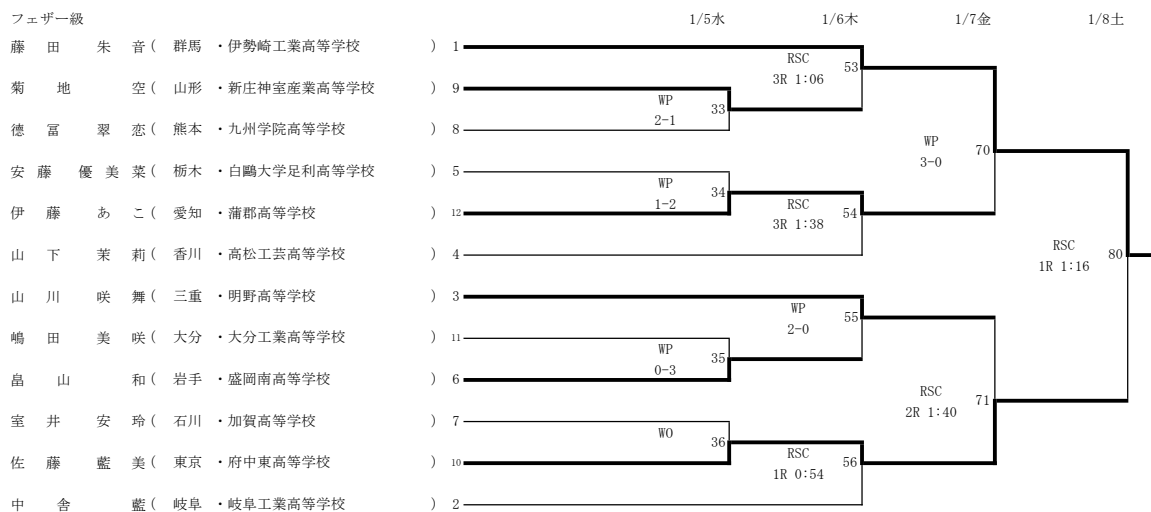 フェザー級 1/5水 1/6木 1/7金 1/8土
藤田朱音( 群馬 ・伊勢崎工業高等学校 ) 1
RSC
3R 1:06
53
菊地空( 山形 ・新庄神室産業高等学校 ) 9
WP
2-1
33
徳冨翠恋( 熊本 ・九州学院高等学校 ) 8
WP
3-0
70
安藤優美菜( 栃木 ・白鷗大学足利高等学校 ) 5
WP
1-2
34
伊藤あこ( 愛知 ・蒲郡高等学校 ) 12
RSC
3R 1:38
54
山下茉莉( 香川 ・高松工芸高等学校 ) 4
RSC
1R 1:16
80
山川咲舞( 三重 ・明野高等学校 ) 3
WP
2-0
55
嶋田美咲( 大分 ・大分工業高等学校 ) 11
WP
0-3
35
畠山和( 岩手 ・盛岡南高等学校 ) 6
RSC
2R 1:40
71
室井安玲( 石川 ・加賀高等学校 ) 7
WO
36
佐藤藍美( 東京 ・府中東高等学校 ) 10
RSC
1R 0:54
56
中舎藍( 岐阜 ・岐阜工業高等学校 ) 2